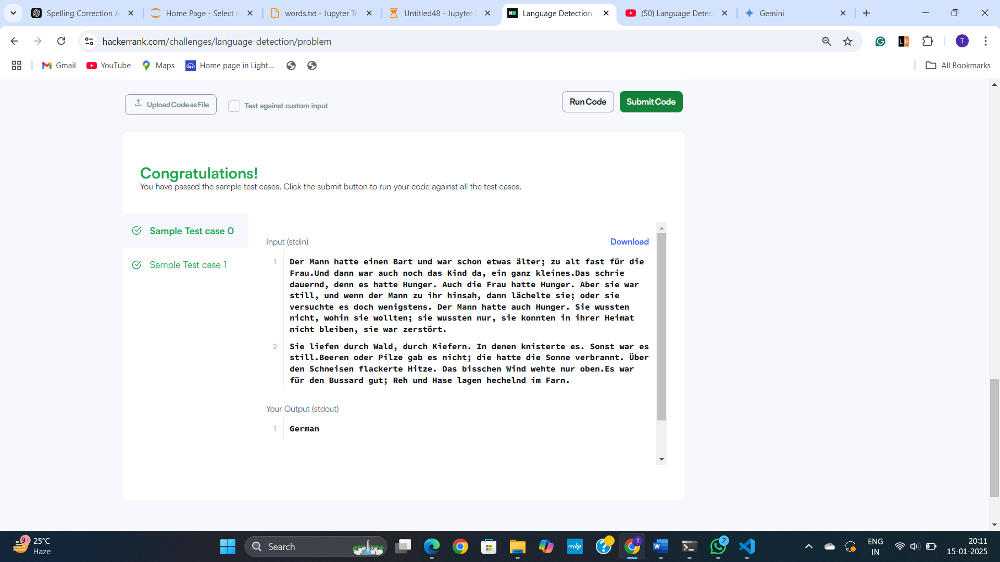 Spelling Correction A
Home Page - Select c
words.txt - Jupyter Te
Untitled48 - Jupyter
Language Detection
(50) Language Detec
Gemini
hackerrank.com/challenges/language-detection/problem
T
Gmail
YouTube
Maps
Home page in Light...
All Bookmarks
Upload Code as File
Test against custom input
Run Code
Submit Code
Congratulations!
You have passed the sample test cases. Click the submit button to run your code against all the test cases.
Sample Test case 0
Sample Test case 1
Input (stdin)
Download
1
Der Mann hatte einen Bart und war schon etwas älter; zu alt fast für die
Frau.Und dann war auch noch das Kind da, ein ganz kleines.Das schrie
dauernd, denn es hatte Hunger. Auch die Frau hatte Hunger. Aber sie war
still, und wenn der Mann zu ihr hinsah, dann lächelte sie; oder sie
versuchte es doch wenigstens. Der Mann hatte auch Hunger. Sie wussten
nicht, wohin sie wollten; sie wussten nur, sie konnten in ihrer Heimat
nicht bleiben, sie war zerstört.
2
Sie liefen durch Wald, durch Kiefern. In denen knisterte es. Sonst war es
still.Beeren oder Pilze gab es nicht; die hatte die Sonne verbrannt. Über
den Schneisen flackerte Hitze. Das bisschen Wind wehte nur oben.Es war
für den Bussard gut; Reh und Hase lagen hechelnd im Farn.
Your Output (stdout)
1
German
9+
25°C
Haze
Search
myhp
T
2
ENG
IN
20:11
15-01-2025